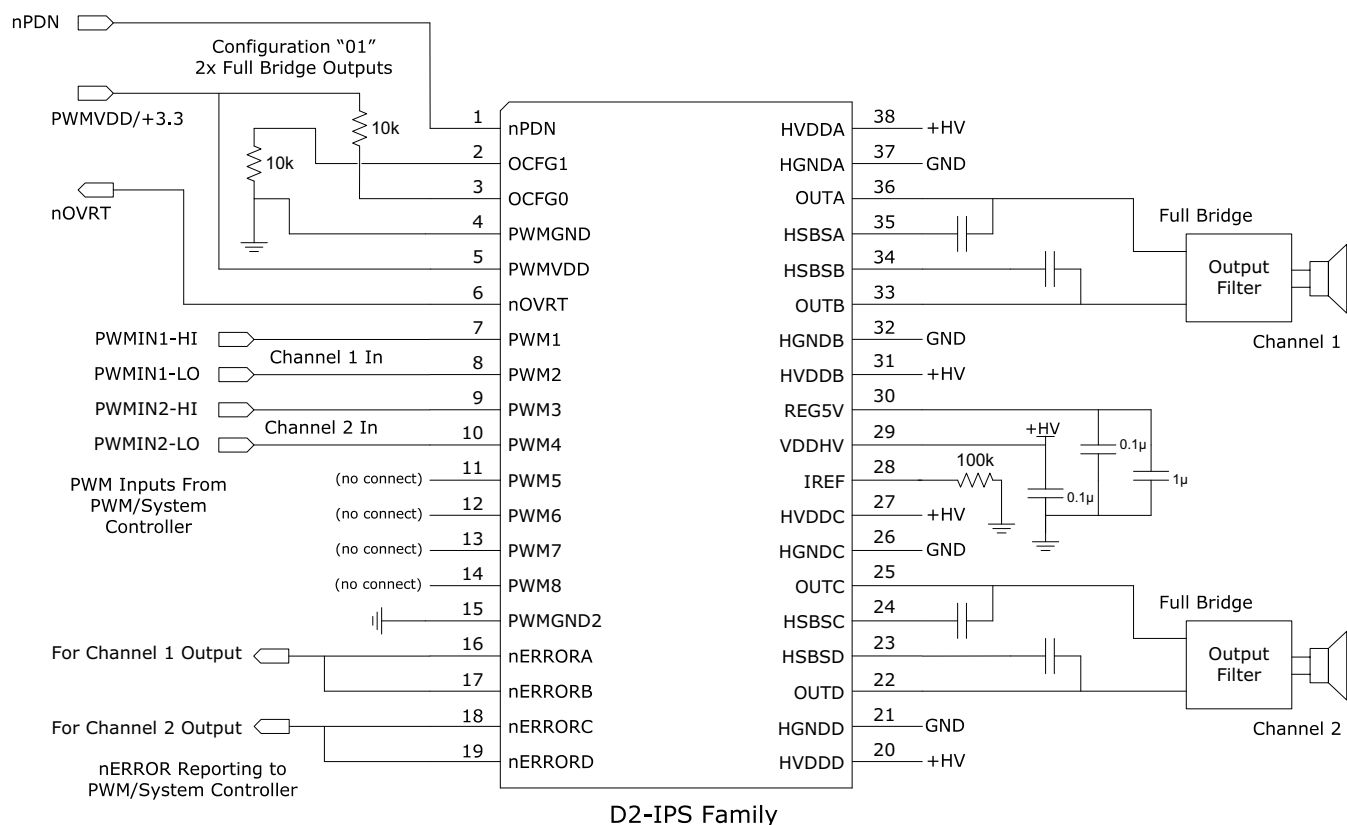 nPDN
Configuration “01”
2x Full Bridge Outputs
PWMVDD/+3.3
10k
10k
nOVRT
PWMIN1-HI
Channel 1 In
PWMIN1-LO
PWMIN2-HI
Channel 2 In
PWMIN2-LO
PWM Inputs From
PWM/System
Controller
(no connect)
(no connect)
(no connect)
(no connect)
For Channel 1 Output
For Channel 2 Output
nERROR Reporting to
PWM/System Controller
1 nPDN
2 OCFG1
3 OCFG0
4 PWMGND
5 PWMVDD
6 nOVRT
7 PWM1
8 PWM2
9 PWM3
10 PWM4
11 PWM5
12 PWM6
13 PWM7
14 PWM8
15 PWMGND2
16 nERRORA
17 nERRORB
18 nERRORC
19 nERRORD
HVDDA 38 +HV
HGNDA 37 GND
OUTA 36
HSBSA 35
HSBSB 34
OUTB 33
HGNDB 32 GND
HVDDB 31 +HV
REG5V 30
VDDHV 29 +HV
IREF 28 100k
HVDDC 27 +HV
HGNDC 26 GND
OUTC 25
HSBSC 24
HSBSD 23
OUTD 22
HGNDD 21 GND
HVDDD 20 +HV
0.1µ
0.1µ
1µ
Full Bridge
Output
Filter
Channel 1
Full Bridge
Output
Filter
Channel 2
D2-IPS Family